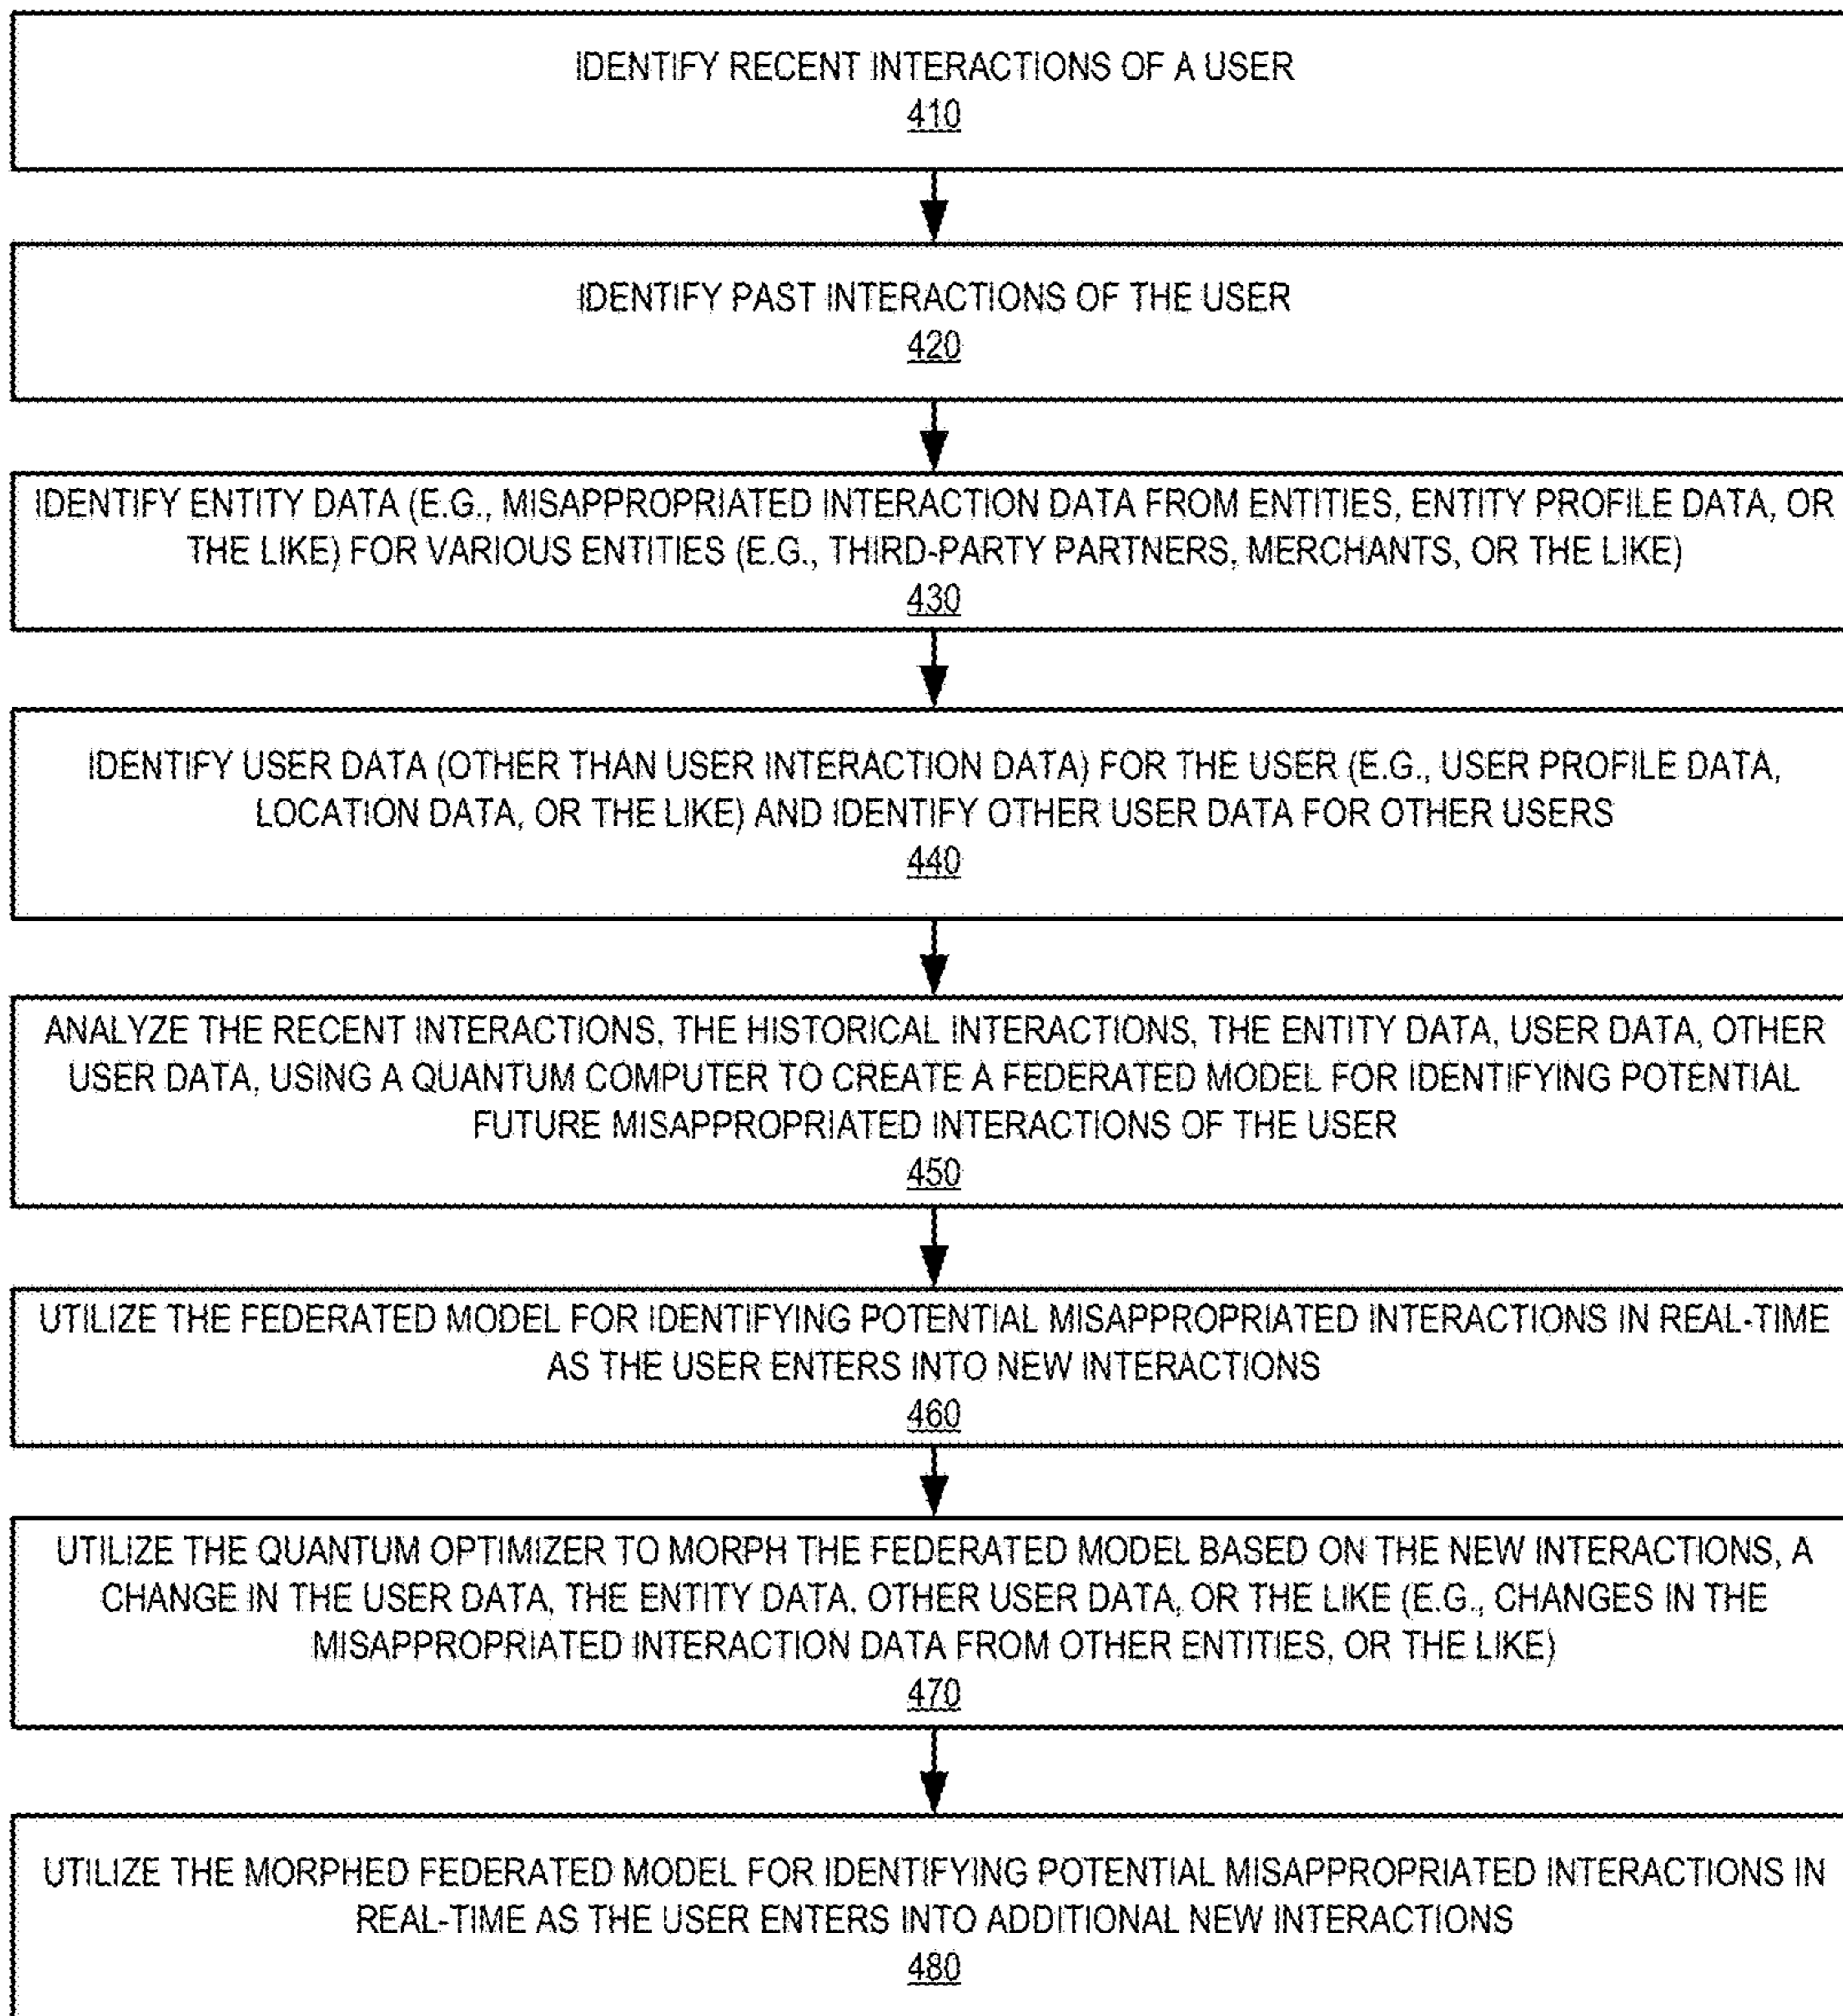 IDENTIFY RECENT INTERACTIONS OF A USER
410
IDENTIFY PAST INTERACTIONS OF THE USER
420
IDENTIFY ENTITY DATA (E.G., MISAPPROPRIATED INTERACTION DATA FROM ENTITIES, ENTITY PROFILE DATA, OR
THE LIKE) FOR VARIOUS ENTITIES (E.G., THIRD-PARTY PARTNERS, MERCHANTS, OR THE LIKE)
430
IDENTIFY USER DATA (OTHER THAN USER INTERACTION DATA) FOR THE USER (E.G., USER PROFILE DATA,
LOCATION DATA, OR THE LIKE) AND IDENTIFY OTHER USER DATA FOR OTHER USERS
440
ANALYZE THE RECENT INTERACTIONS, THE HISTORICAL INTERACTIONS, THE ENTITY DATA, USER DATA, OTHER
USER DATA, USING A QUANTUM COMPUTER TO CREATE A FEDERATED MODEL FOR IDENTIFYING POTENTIAL
FUTURE MISAPPROPRIATED INTERACTIONS OF THE USER
450
UTILIZE THE FEDERATED MODEL FOR IDENTIFYING POTENTIAL MISAPPROPRIATED INTERACTIONS IN REAL-TIME
AS THE USER ENTERS INTO NEW INTERACTIONS
460
UTILIZE THE QUANTUM OPTIMIZER TO MORPH THE FEDERATED MODEL BASED ON THE NEW INTERACTIONS, A
CHANGE IN THE USER DATA, THE ENTITY DATA, OTHER USER DATA, OR THE LIKE (E.G., CHANGES IN THE
MISAPPROPRIATED INTERACTION DATA FROM OTHER ENTITIES, OR THE LIKE)
470
UTILIZE THE MORPHED FEDERATED MODEL FOR IDENTIFYING POTENTIAL MISAPPROPRIATED INTERACTIONS IN
REAL-TIME AS THE USER ENTERS INTO ADDITIONAL NEW INTERACTIONS
480